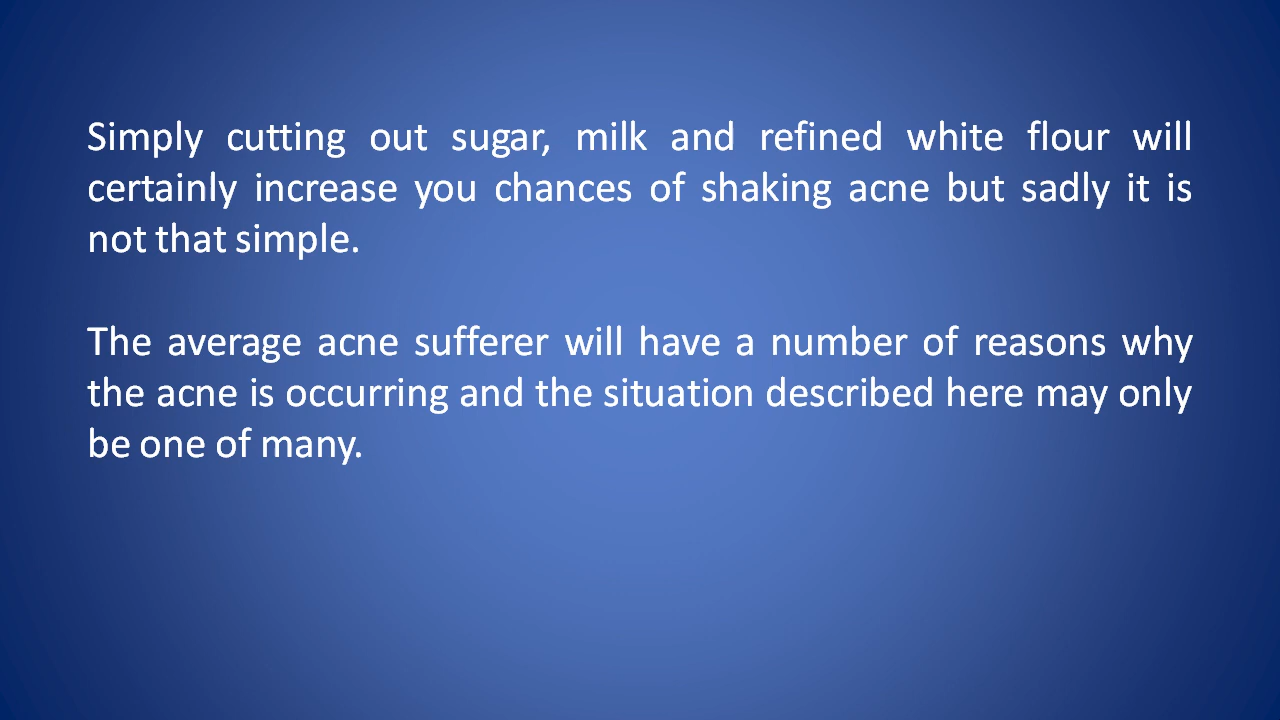 Simply cutting out sugar, milk and refined white flour will
certainly increase you chances of shaking acne but sadly it is
not that simple.
The average acne sufferer will have a number of reasons why
the acne is occurring and the situation described here may only
be one of many.